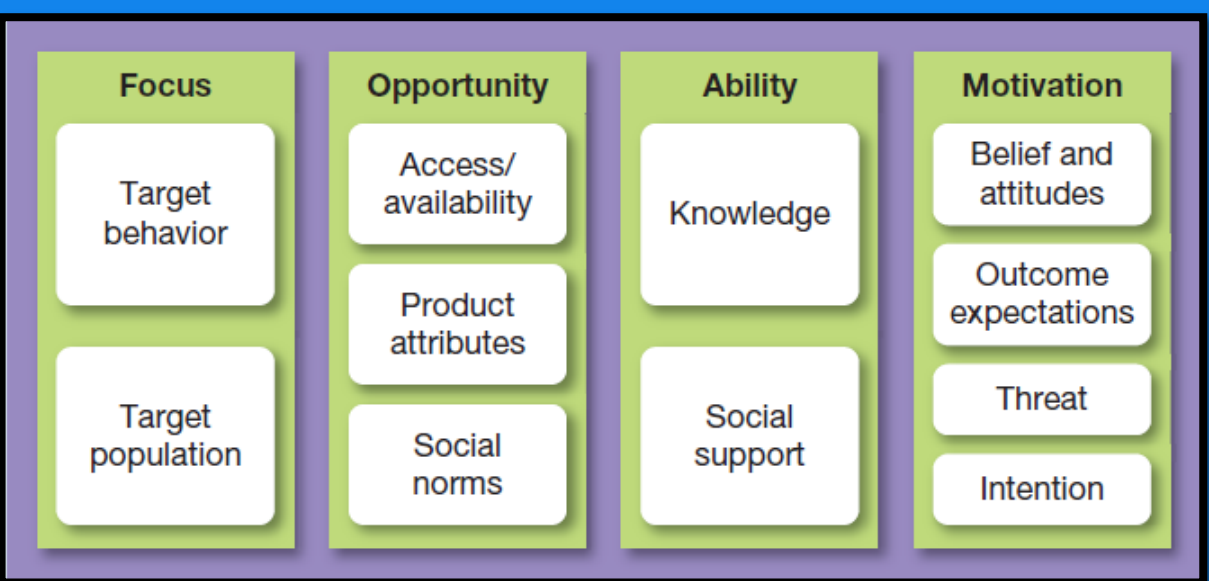 Focus
Target
behavior
Target
population
Opportunity
Access/
availability
Product
attributes
Social
norms
Ability
Knowledge
Social
support
Motivation
Belief and
attitudes
Outcome
expectations
Threat
Intention